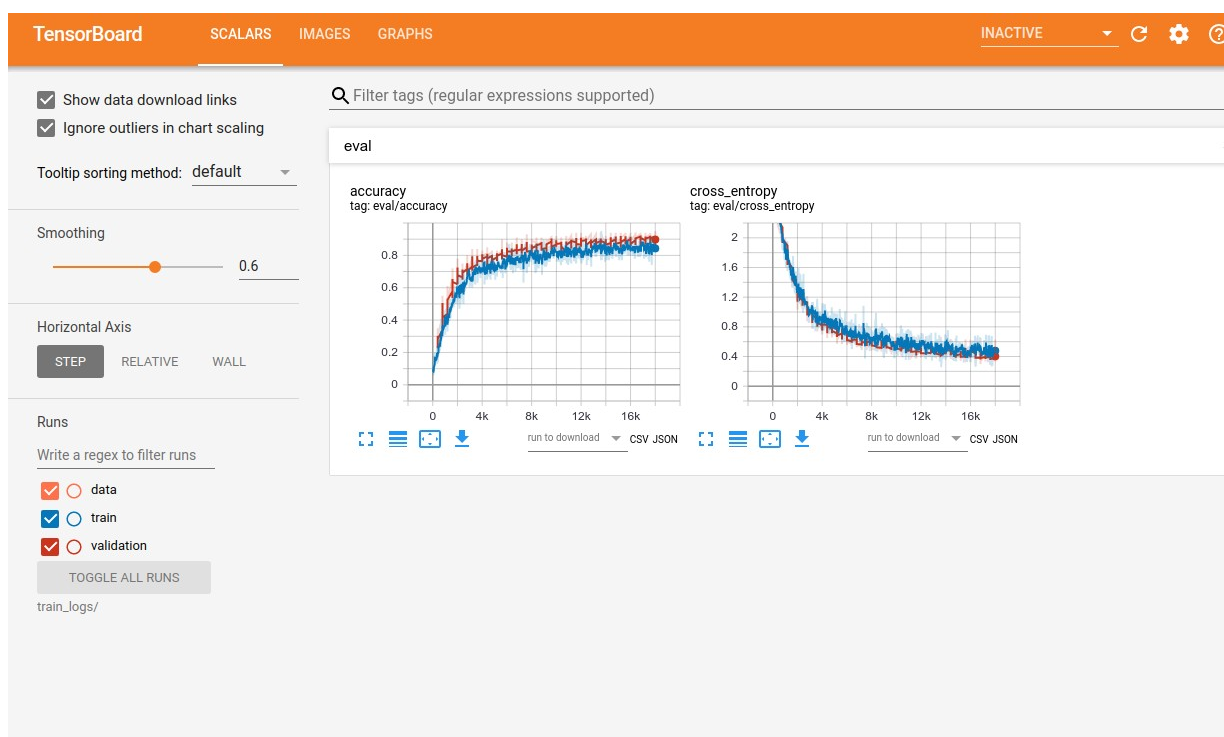 TensorBoard SCALARS IMAGES GRAPHS INACTIVE
Show data download links
Ignore outliers in chart scaling
Tooltip sorting method: default
Smoothing
0.6
Horizontal Axis
STEP RELATIVE WALL
Runs
Write a regex to filter runs
data
train
validation
TOGGLE ALL RUNS
train_logs/
Filter tags (regular expressions supported)
eval
accuracy
tag: eval/accuracy
0.8
0.6
0.4
0.2
0
0 4k 8k 12k 16k
run to download CSV JSON
cross_entropy
tag: eval/cross_entropy
2
1.6
1.2
0.8
0.4
0
0 4k 8k 12k 16k
run to download CSV JSON